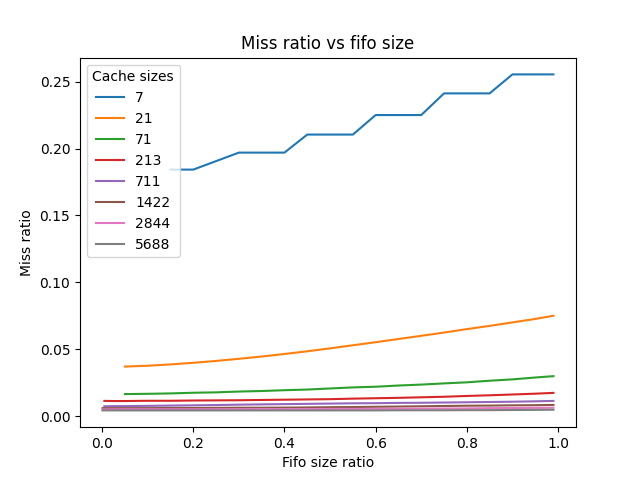 Miss ratio vs fifo size
Cache sizes
7
21
71
213
711
1422
2844
5688
Miss ratio
0.25
0.20
0.15
0.10
0.05
0.00
0.0 0.2 0.4 0.6 0.8 1.0
Fifo size ratio